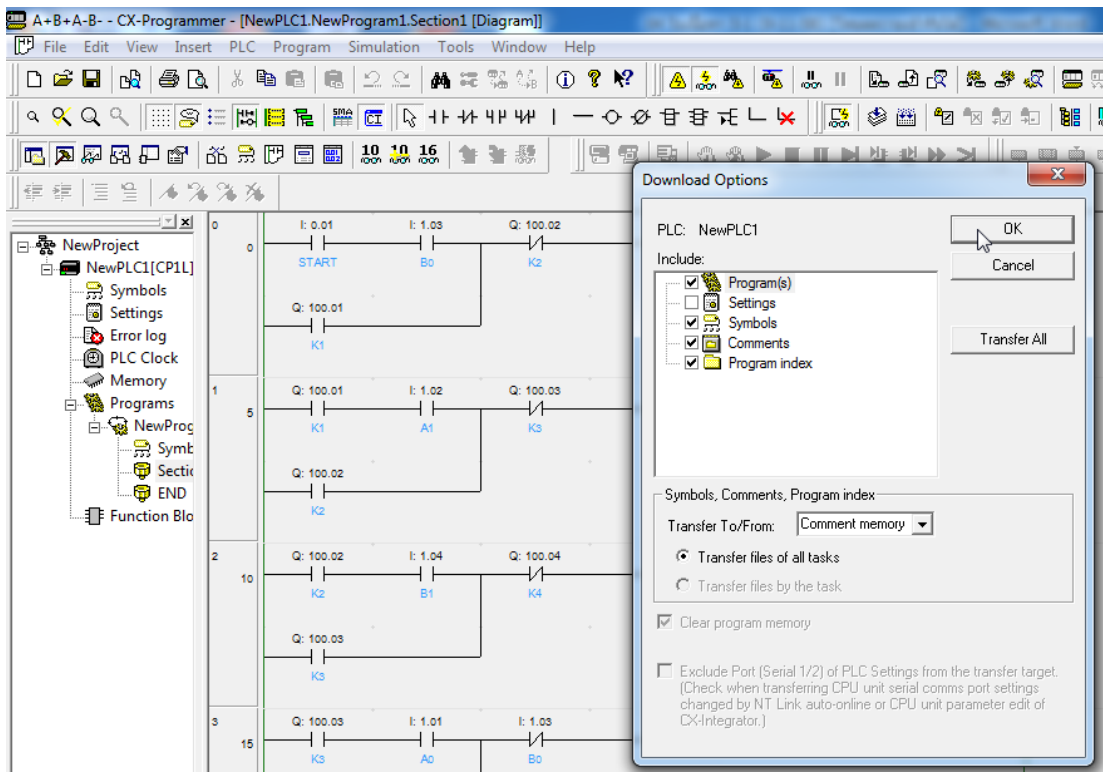 A+B+A-B- - CX-Programmer - [NewPLC1.NewProgram1.Section1 [Diagram]]
File Edit View Insert PLC Program Simulation Tools Window Help
10 10 16
NewProject
NewPLC1[CP1L]
Symbols
Settings
Error log
PLC Clock
Memory
Programs
NewProg
Symb
Sectio
END
Function Blo
0
0
I: 0.01 I: 1.03 Q: 100.02
START B0 K2
Q: 100.01
K1
1
5
Q: 100.01 I: 1.02 Q: 100.03
K1 A1 K3
Q: 100.02
K2
2
10
Q: 100.02 I: 1.04 Q: 100.04
K2 B1 K4
Q: 100.03
K3
3
15
Q: 100.03 I: 1.01 I: 1.03
K3 A0 B0
Download Options
PLC: NewPLC1
OK
Include:
Cancel
Program(s)
Settings
Symbols
Transfer All
Comments
Program index
Symbols, Comments, Program index
Transfer To/From: Comment memory
Transfer files of all tasks
Transfer files by the task
Clear program memory
Exclude Port (Serial 1/2) of PLC Settings from the transfer target.
(Check when transferring CPU unit serial comms port settings
changed by NT Link auto-online or CPU unit parameter edit of
CX-Integrator.)